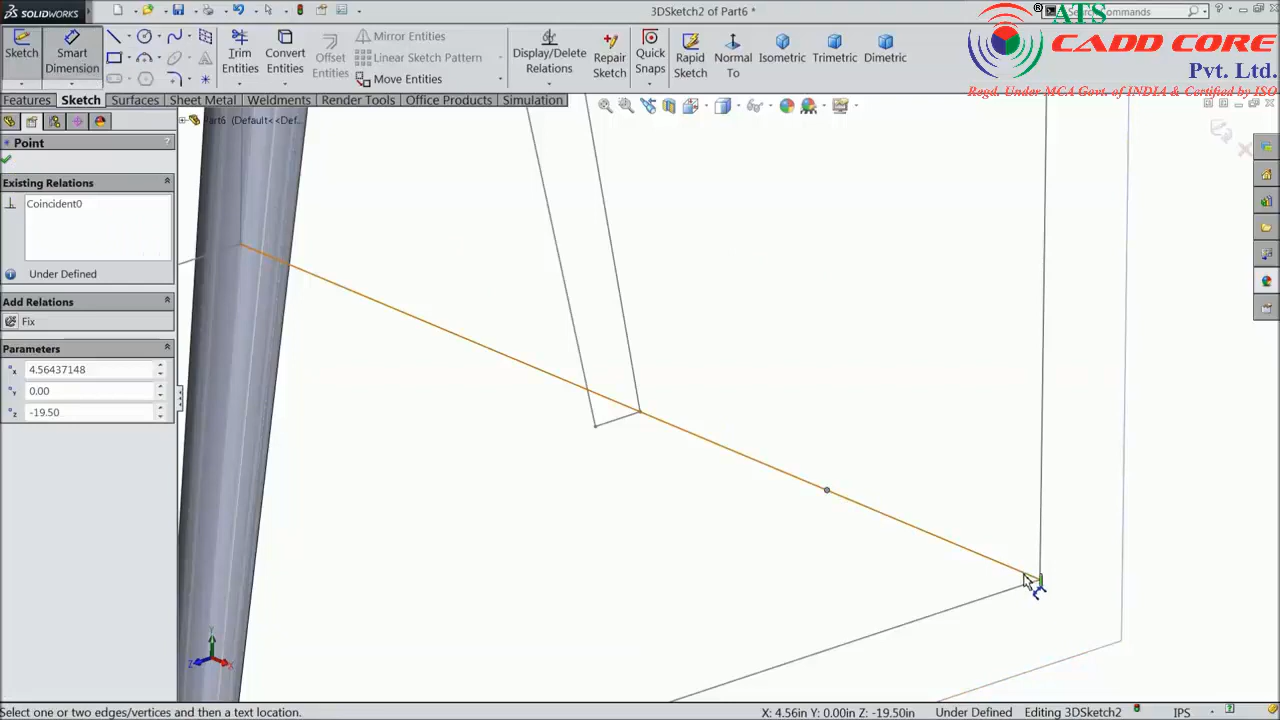 SOLIDWORKS
3DSketch2 of Part6 *
Commands
ATS
CADD CORE
Pvt. Ltd.
Regd. Under MCA Govt. of INDIA & Certified by ISO
Sketch
Smart Dimension
Trim Entities
Convert Entities
Offset Entities
Mirror Entities
Linear Sketch Pattern
Move Entities
Display/Delete Relations
Repair Sketch
Quick Snaps
Rapid Sketch
Normal To
Isometric
Trimetric
Dimetric
Features
Sketch
Surfaces
Sheet Metal
Weldments
Render Tools
Office Products
Simulation
Part6 (Default<<Def...
Point
?
Existing Relations
Coincident0
Under Defined
Add Relations
Fix
Parameters
4.56437148
0.00
-19.50
Y
Z
X
Select one or two edges/vertices and then a text location.
X: 4.56in Y: 0.00in Z: -19.50in
Under Defined
Editing 3DSketch2
IPS